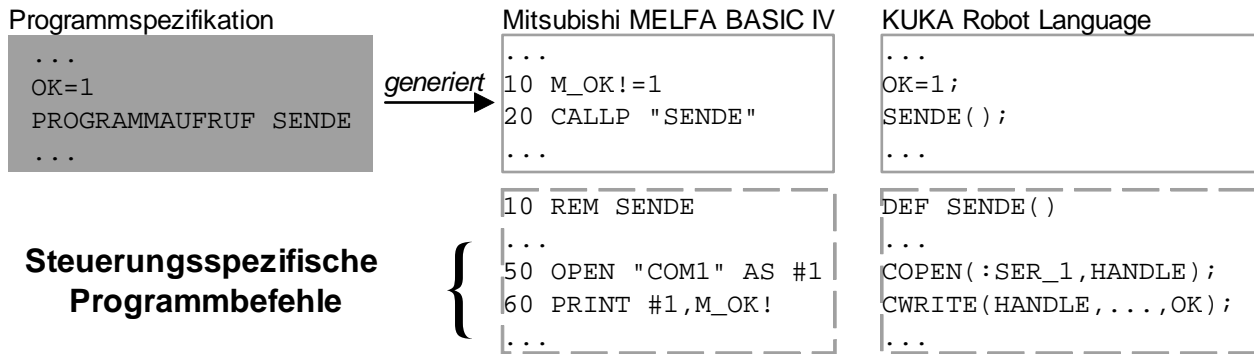 Programmspezifikation
...
OK=1
PROGRAMMAUFRUF SENDE
...
generiert
Mitsubishi MELFA BASIC IV
...
10 M_OK!=1
20 CALLP "SENDE"
...
KUKA Robot Language
...
OK=1;
SENDE();
...
Steuerungsspezifische
Programmbefehle
{
10 REM SENDE
...
50 OPEN "COM1" AS #1
60 PRINT #1,M_OK!
...
DEF SENDE()
...
COPEN(:SER_1,HANDLE);
CWRITE(HANDLE,...,OK);
...